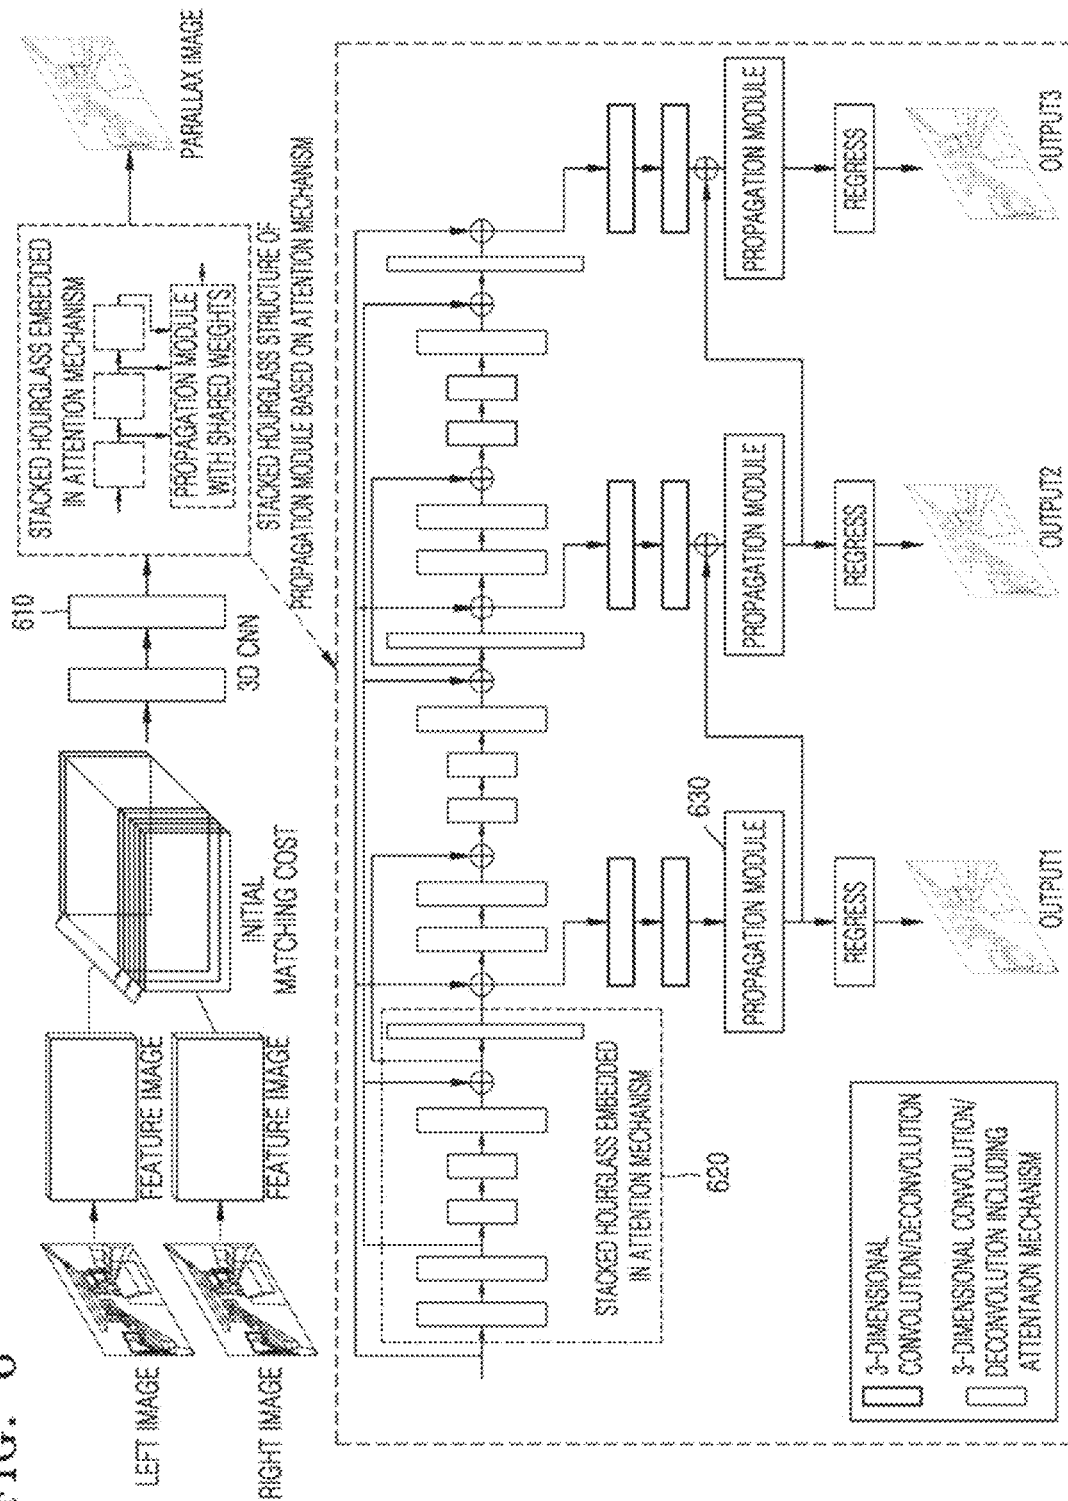 FIG. 6
LEFT IMAGE
RIGHT IMAGE
FEATURE IMAGE
FEATURE IMAGE
INITIAL
MATCHING COST
610
3D CNN
STACKED HOURGLASS EMBEDDED
IN ATTENTION MECHANISM
PROPAGATION MODULE
WITH SHARED WEIGHTS
PARALLAX IMAGE
STACKED HOURGLASS STRUCTURE OF
PROPAGATION MODULE BASED ON ATTENTION MECHANISM
STACKED HOURGLASS EMBEDDED
IN ATTENTION MECHANISM
620
630
PROPAGATION MODULE
PROPAGATION MODULE
PROPAGATION MODULE
REGRESS
REGRESS
REGRESS
OUTPUT1
OUTPUT2
OUTPUT3
3-DIMENSIONAL
CONVOLUTION/DECONVOLUTION
3-DIMENSIONAL CONVOLUTION/
DECONVOLUTION INCLUDING
ATTENTAION MECHANISM